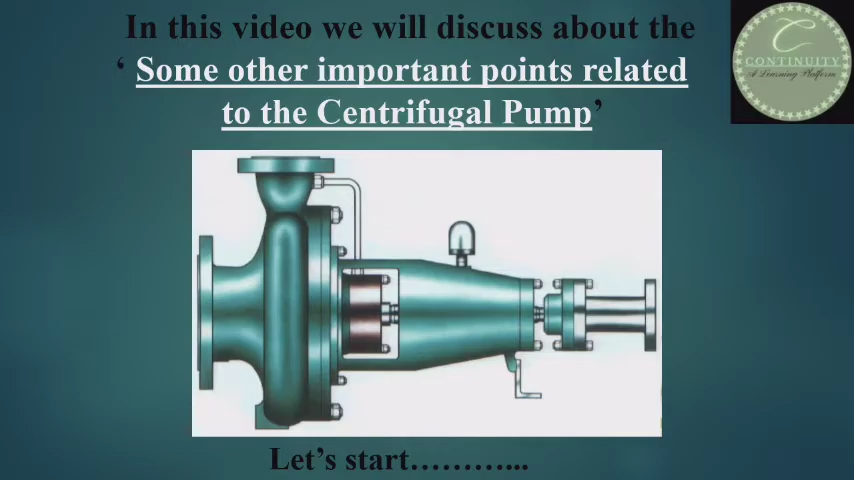 In this video we will discuss about the
‘ Some other important points related
to the Centrifugal Pump’
C
CONTINUITY
A Learning Platform
Let’s start………...